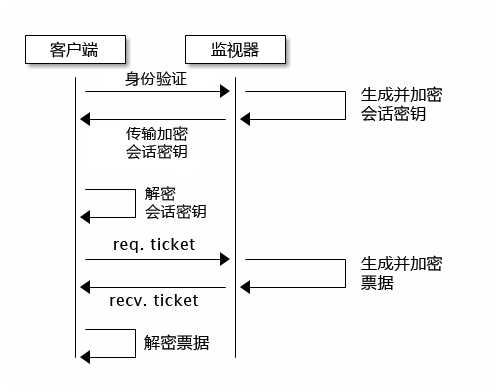 客户端
监视器
身份验证
生成并加密
会话密钥
传输加密
会话密钥
解密
会话密钥
req. ticket
生成并加密
票据
recv. ticket
解密票据